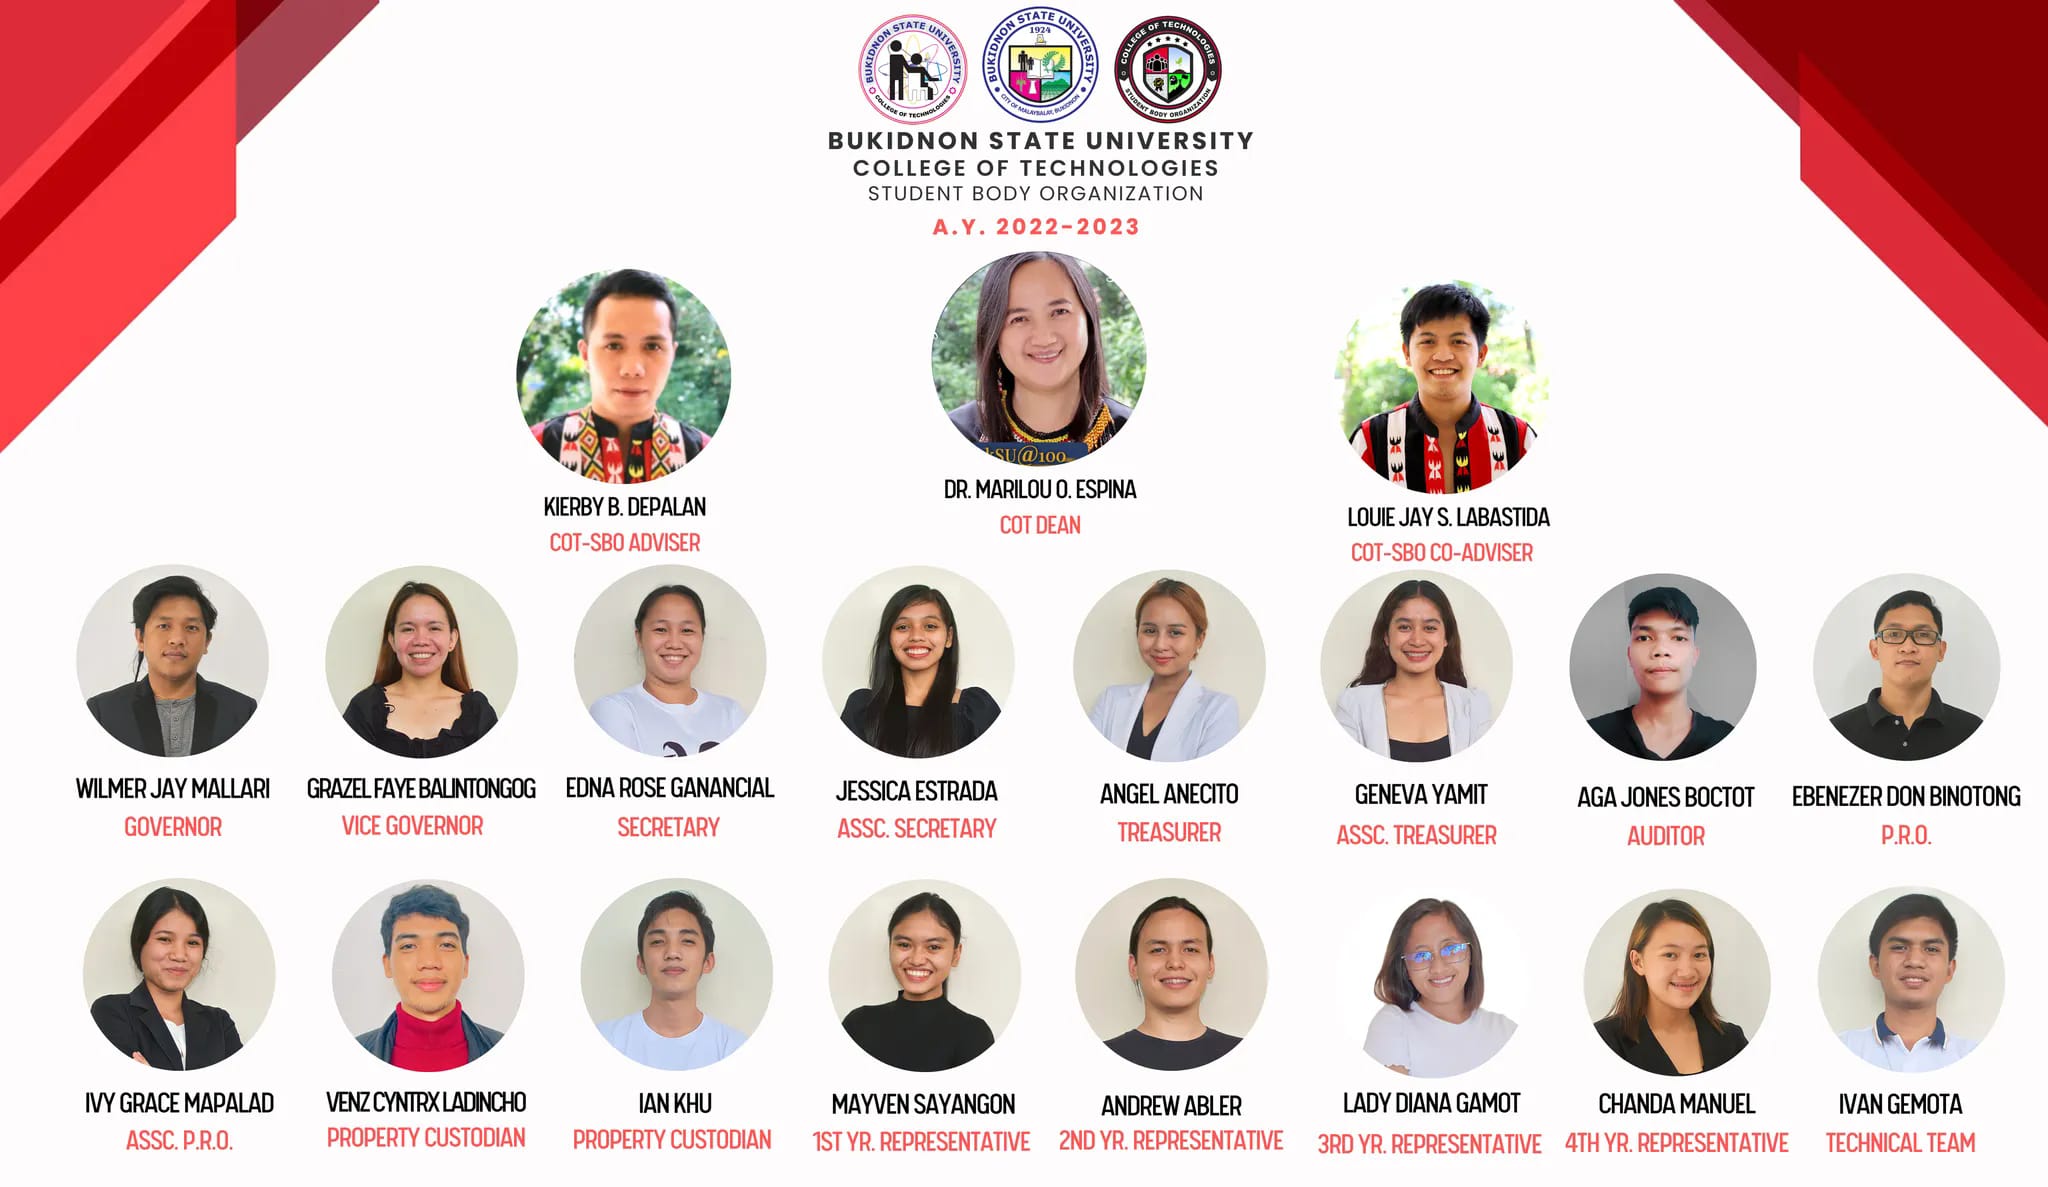 BUKIDNON STATE UNIVERSITY
COLLEGE OF TECHNOLOGIES
BUKIDNON STATE UNIVERSITY
1924
CITY OF MALAYBALAY, BUKIDNON
COLLEGE OF TECHNOLOGIES
STUDENT BODY ORGANIZATION
BUKIDNON STATE UNIVERSITY
COLLEGE OF TECHNOLOGIES
STUDENT BODY ORGANIZATION
A.Y. 2022-2023
kSU@100
KIERBY B. DEPALAN
COT-SBO ADVISER
DR. MARILOU O. ESPINA
COT DEAN
LOUIE JAY S. LABASTIDA
COT-SBO CO-ADVISER
WILMER JAY MALLARI
GOVERNOR
GRAZEL FAYE BALINTONGOG
VICE GOVERNOR
EDNA ROSE GANANCIAL
SECRETARY
JESSICA ESTRADA
ASSC. SECRETARY
ANGEL ANECITO
TREASURER
GENEVA YAMIT
ASSC. TREASURER
AGA JONES BOCTOT
AUDITOR
EBENEZER DON BINOTONG
P.R.O.
IVY GRACE MAPALAD
ASSC. P.R.O.
VENZ CYNTRX LADINCHO
PROPERTY CUSTODIAN
IAN KHU
PROPERTY CUSTODIAN
MAYVEN SAYANGON
1ST YR. REPRESENTATIVE
ANDREW ABLER
2ND YR. REPRESENTATIVE
LADY DIANA GAMOT
3RD YR. REPRESENTATIVE
CHANDA MANUEL
4TH YR. REPRESENTATIVE
IVAN GEMOTA
TECHNICAL TEAM